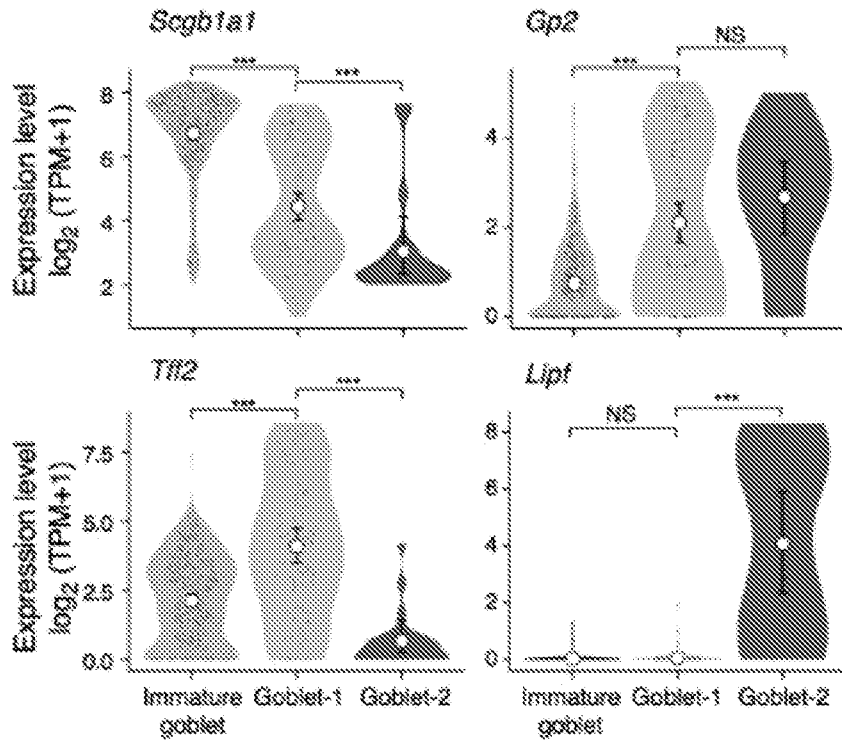 Scgb1a1
Gp2
*** ***
*** NS
Expression level
log2 (TPM+1)
8
6
4
2
4
2
0
Tff2
Lipf
*** ***
NS ***
Expression level
log2 (TPM+1)
7.5
5.0
2.5
0.0
8
6
4
2
0
Immature
goblet
Goblet-1
Goblet-2
Immature
goblet
Goblet-1
Goblet-2